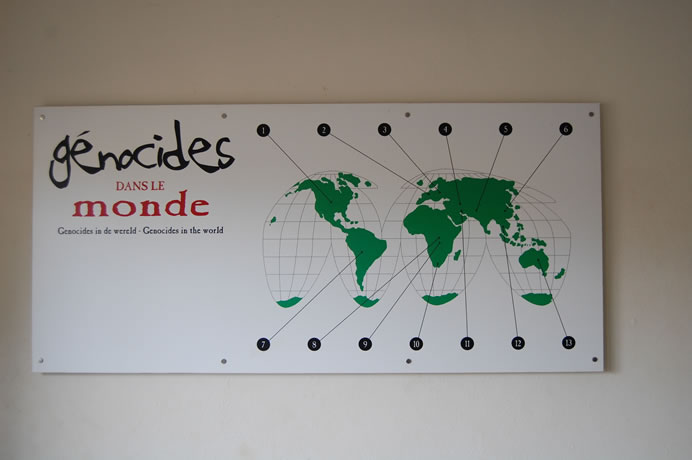 génocides
DANS LE
monde
Genocides in de wereld - Genocides in the world
1 2 3 4 5 6
7 8 9 10 11 12 13